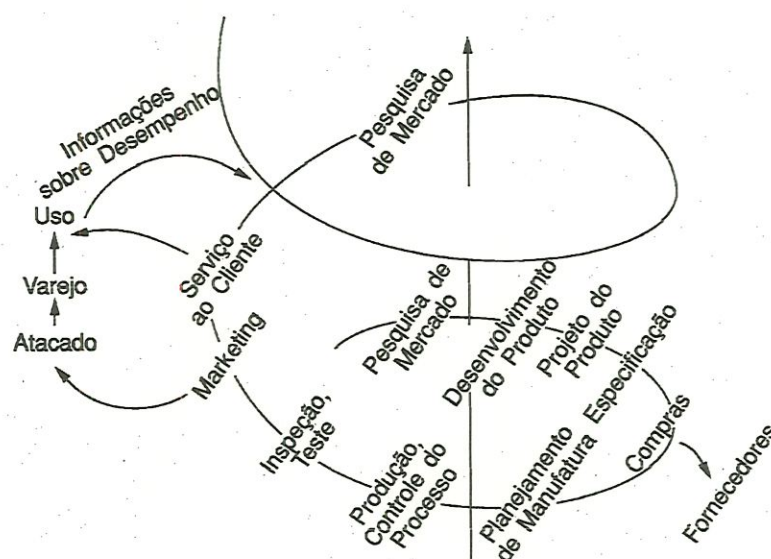 Informações
sobre Desempenho
Uso
Varejo
Atacado
Pesquisa
de Mercado
Serviço
ao Cliente
Marketing
Inspeção,
Teste
Pesquisa de
Mercado
Desenvolvimento
do Produto
Projeto do
Produto
Especificação
Compras
Fornecedores
Planejamento
de Manufatura
Produção,
Controle do
Processo